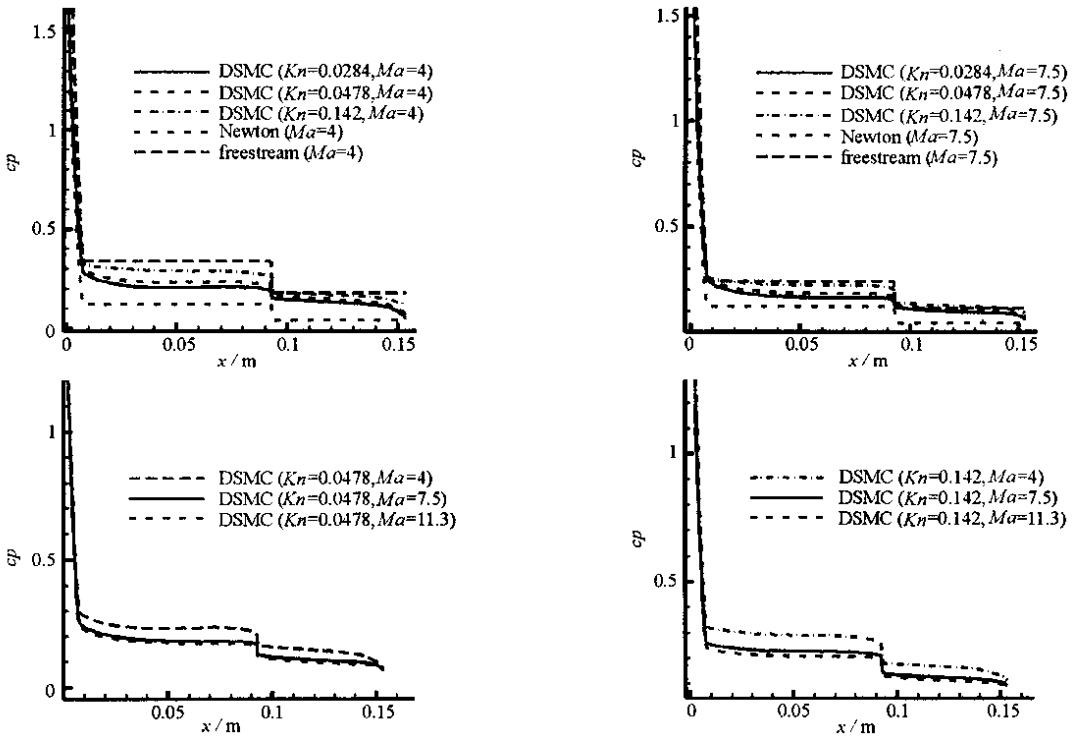 1.5
1
0.5
0
cp
DSMC (Kn=0.0284, Ma=4)
DSMC (Kn=0.0478, Ma=4)
DSMC (Kn=0.142, Ma=4)
Newton (Ma=4)
freestream (Ma=4)
0 0.05 0.1 0.15
x / m
1.5
1
0.5
0
cp
DSMC (Kn=0.0284, Ma=7.5)
DSMC (Kn=0.0478, Ma=7.5)
DSMC (Kn=0.142, Ma=7.5)
Newton (Ma=7.5)
freestream (Ma=7.5)
0 0.05 0.1 0.15
x / m
1
0.5
0
cp
DSMC (Kn=0.0478, Ma=4)
DSMC (Kn=0.0478, Ma=7.5)
DSMC (Kn=0.0478, Ma=11.3)
0.05 0.1 0.15
x / m
1
0.5
cp
DSMC (Kn=0.142, Ma=4)
DSMC (Kn=0.142, Ma=7.5)
DSMC (Kn=0.142, Ma=11.3)
0 0.05 0.1 0.15
x / m